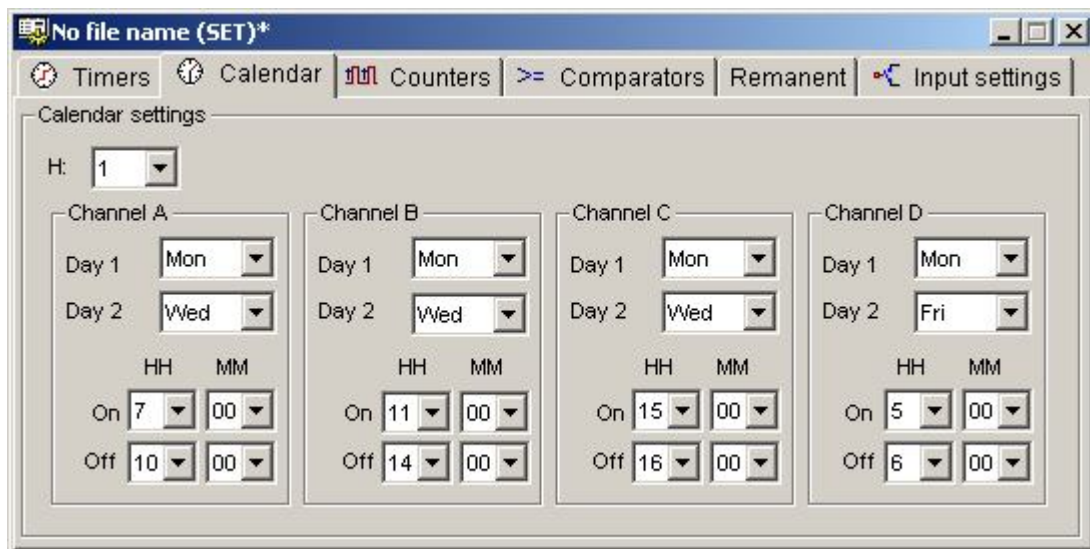 No file name (SET)*
Timers Calendar Counters >= Comparators Remanent Input settings
Calendar settings
H: 1
Channel A Channel B Channel C Channel D
Day 1 Mon Day 1 Mon Day 1 Mon Day 1 Mon
Day 2 Wed Day 2 Wed Day 2 Wed Day 2 Fri
HH MM HH MM HH MM HH MM
On 7 00 On 11 00 On 15 00 On 5 00
Off 10 00 Off 14 00 Off 16 00 Off 6 00